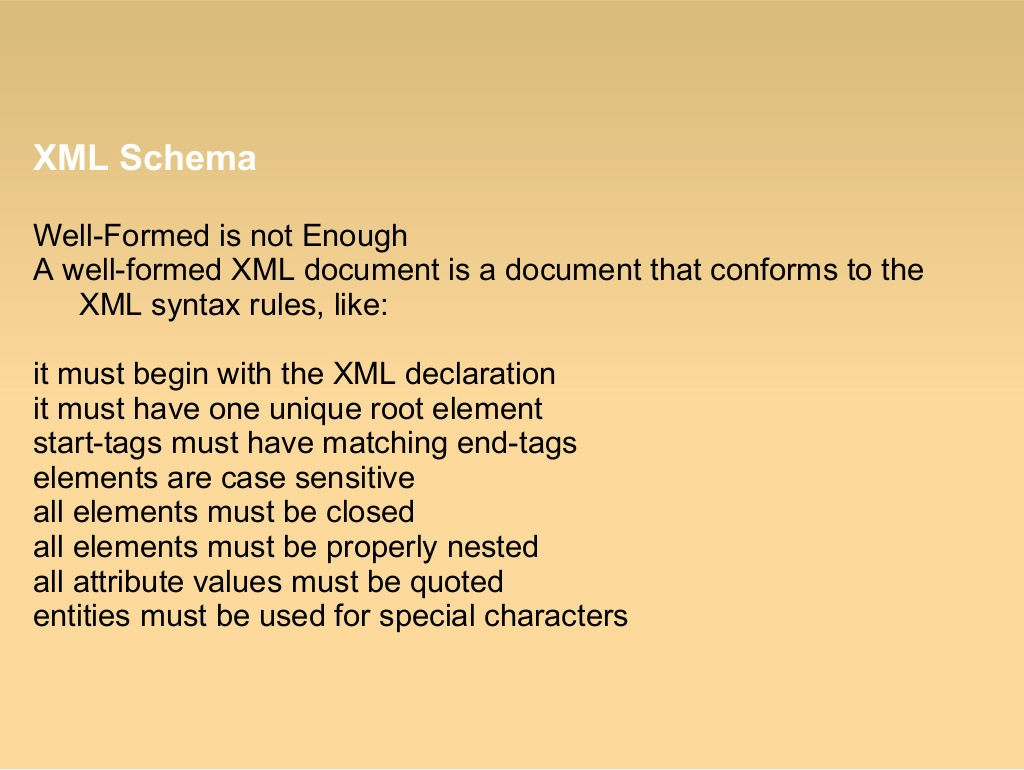 XML Schema
Well-Formed is not Enough
A well-formed XML document is a document that conforms to the
XML syntax rules, like:
it must begin with the XML declaration
it must have one unique root element
start-tags must have matching end-tags
elements are case sensitive
all elements must be closed
all elements must be properly nested
all attribute values must be quoted
entities must be used for special characters